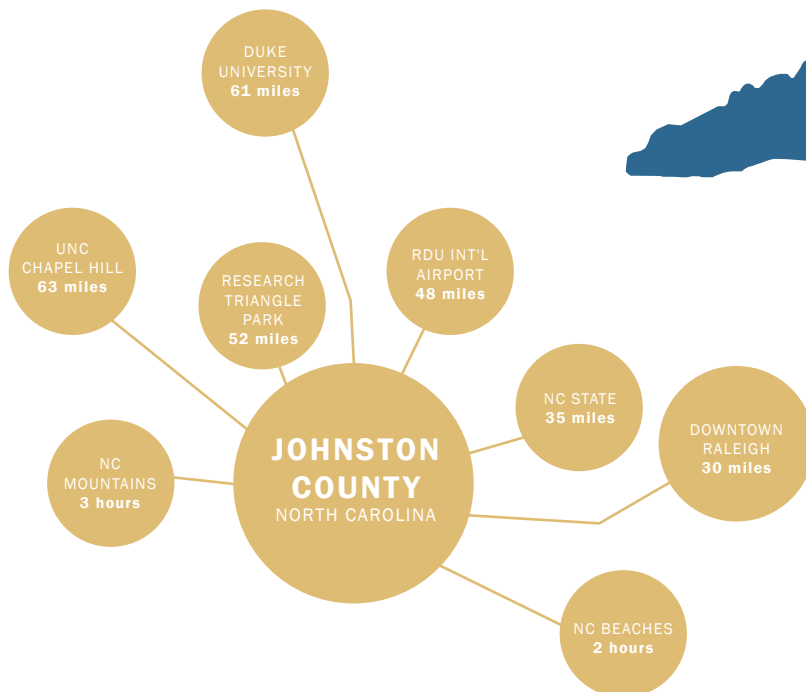 DUKE
UNIVERSITY
61 miles
UNC
CHAPEL HILL
63 miles
RESEARCH
TRIANGLE
PARK
52 miles
RDU INT'L
AIRPORT
48 miles
NC STATE
35 miles
DOWNTOWN
RALEIGH
30 miles
JOHNSTON
COUNTY
NORTH CAROLINA
NC
MOUNTAINS
3 hours
NC BEACHES
2 hours